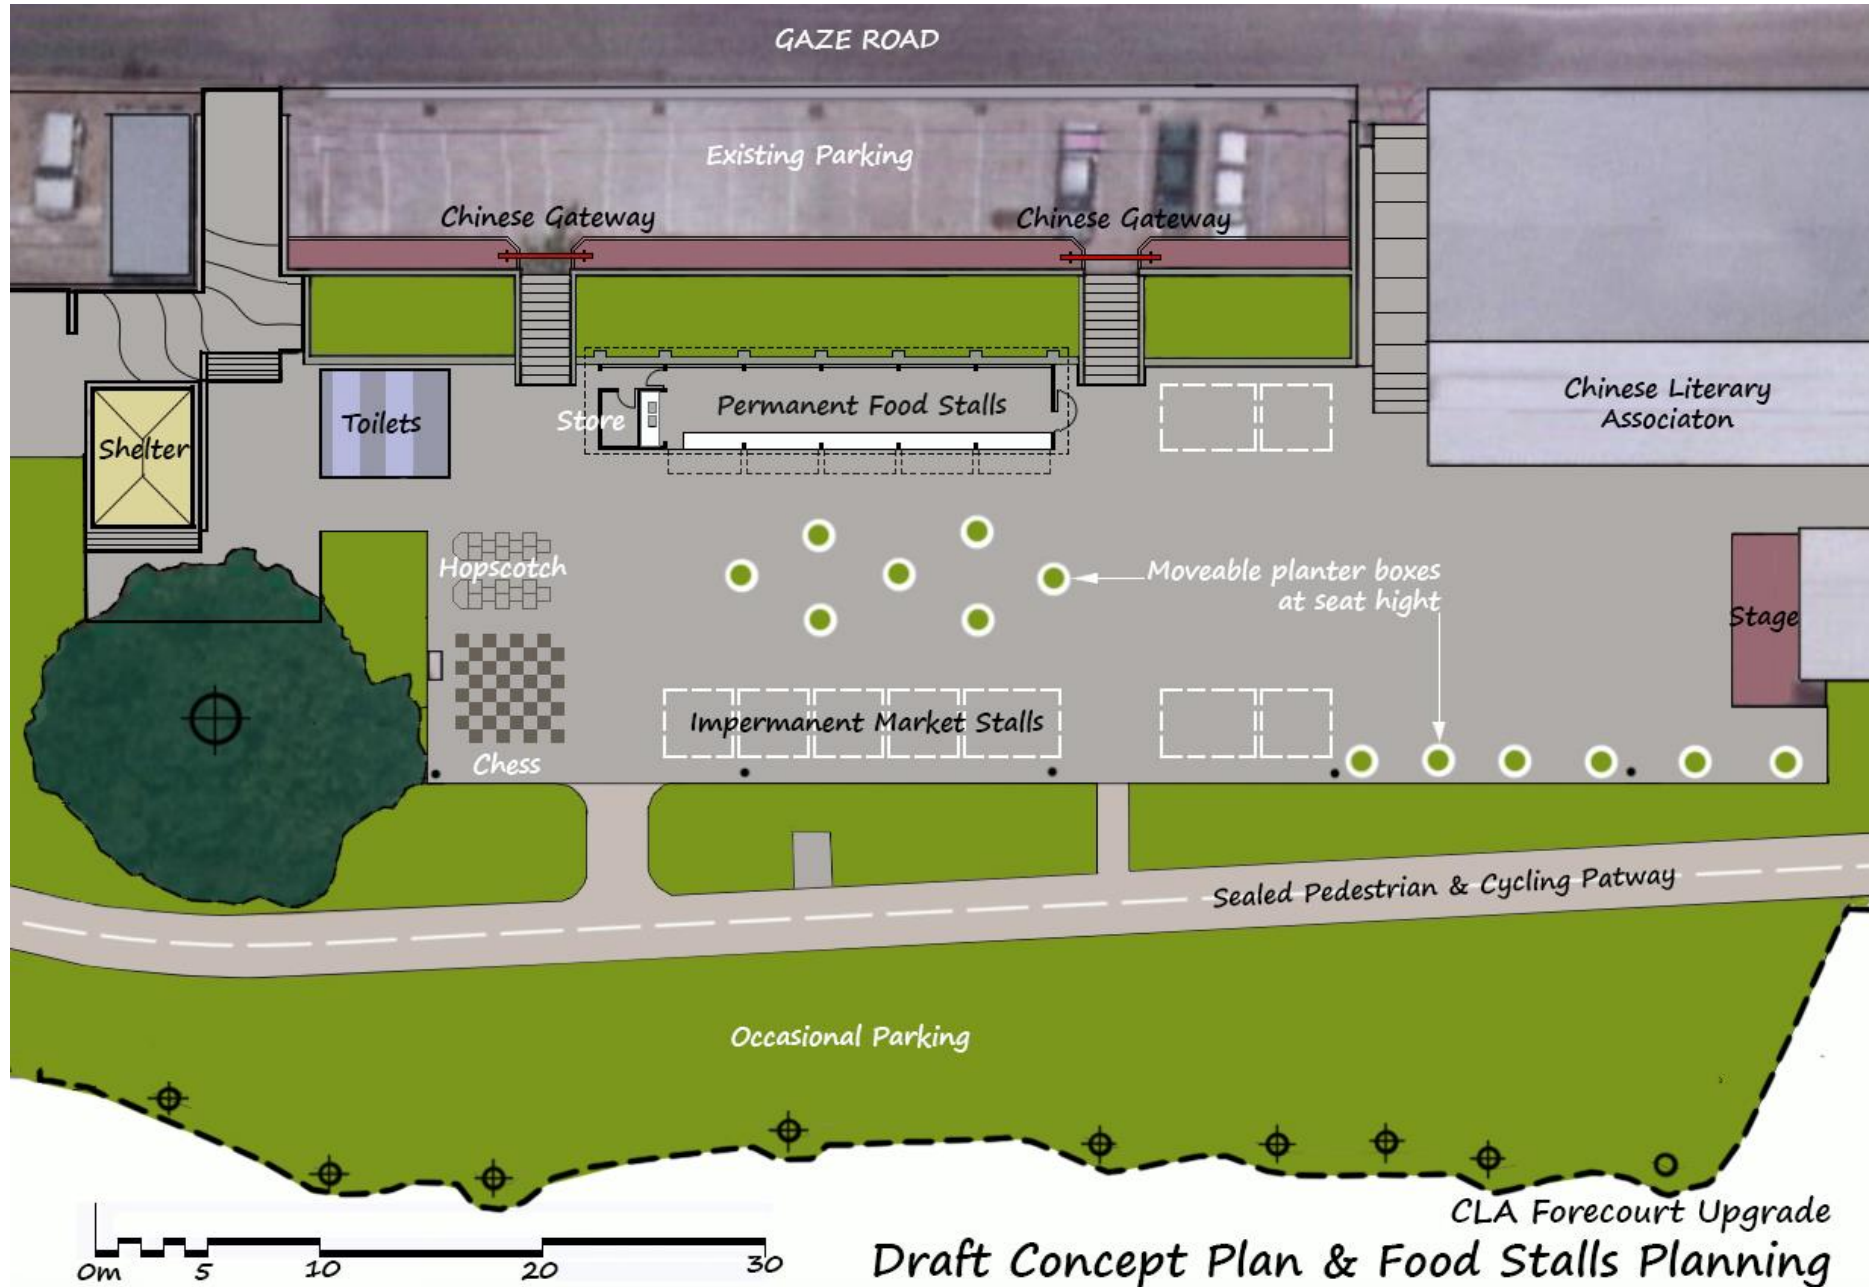 GAZE ROAD
Existing Parking
Chinese Gateway
Chinese Gateway
Chinese Literary
Associaton
Permanent Food Stalls
Store
Toilets
Shelter
Hopscotch
Moveable planter boxes
at seat hight
Stage
Impermanent Market Stalls
Chess
Sealed Pedestrian & Cycling Patway
Occasional Parking
0m 5 10 20 30
CLA Forecourt Upgrade
Draft Concept Plan & Food Stalls Planning